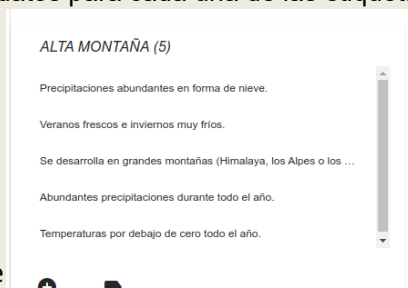 ALTA MONTAÑA (5)
Precipitaciones abundantes en forma de nieve.
Veranos frescos e inviernos muy fríos.
Se desarrolla en grandes montañas (Himalaya, los Alpes o los ...
Abundantes precipitaciones durante todo el año.
Temperaturas por debajo de cero todo el año.